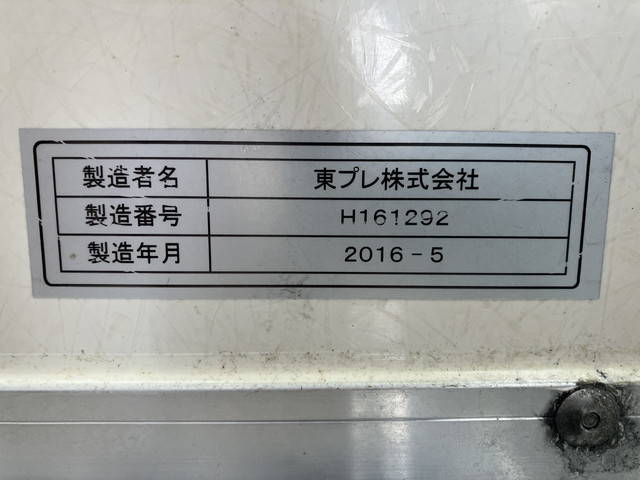 製造者名 東プレ株式会社
製造番号 H161292
製造年月 2016-5